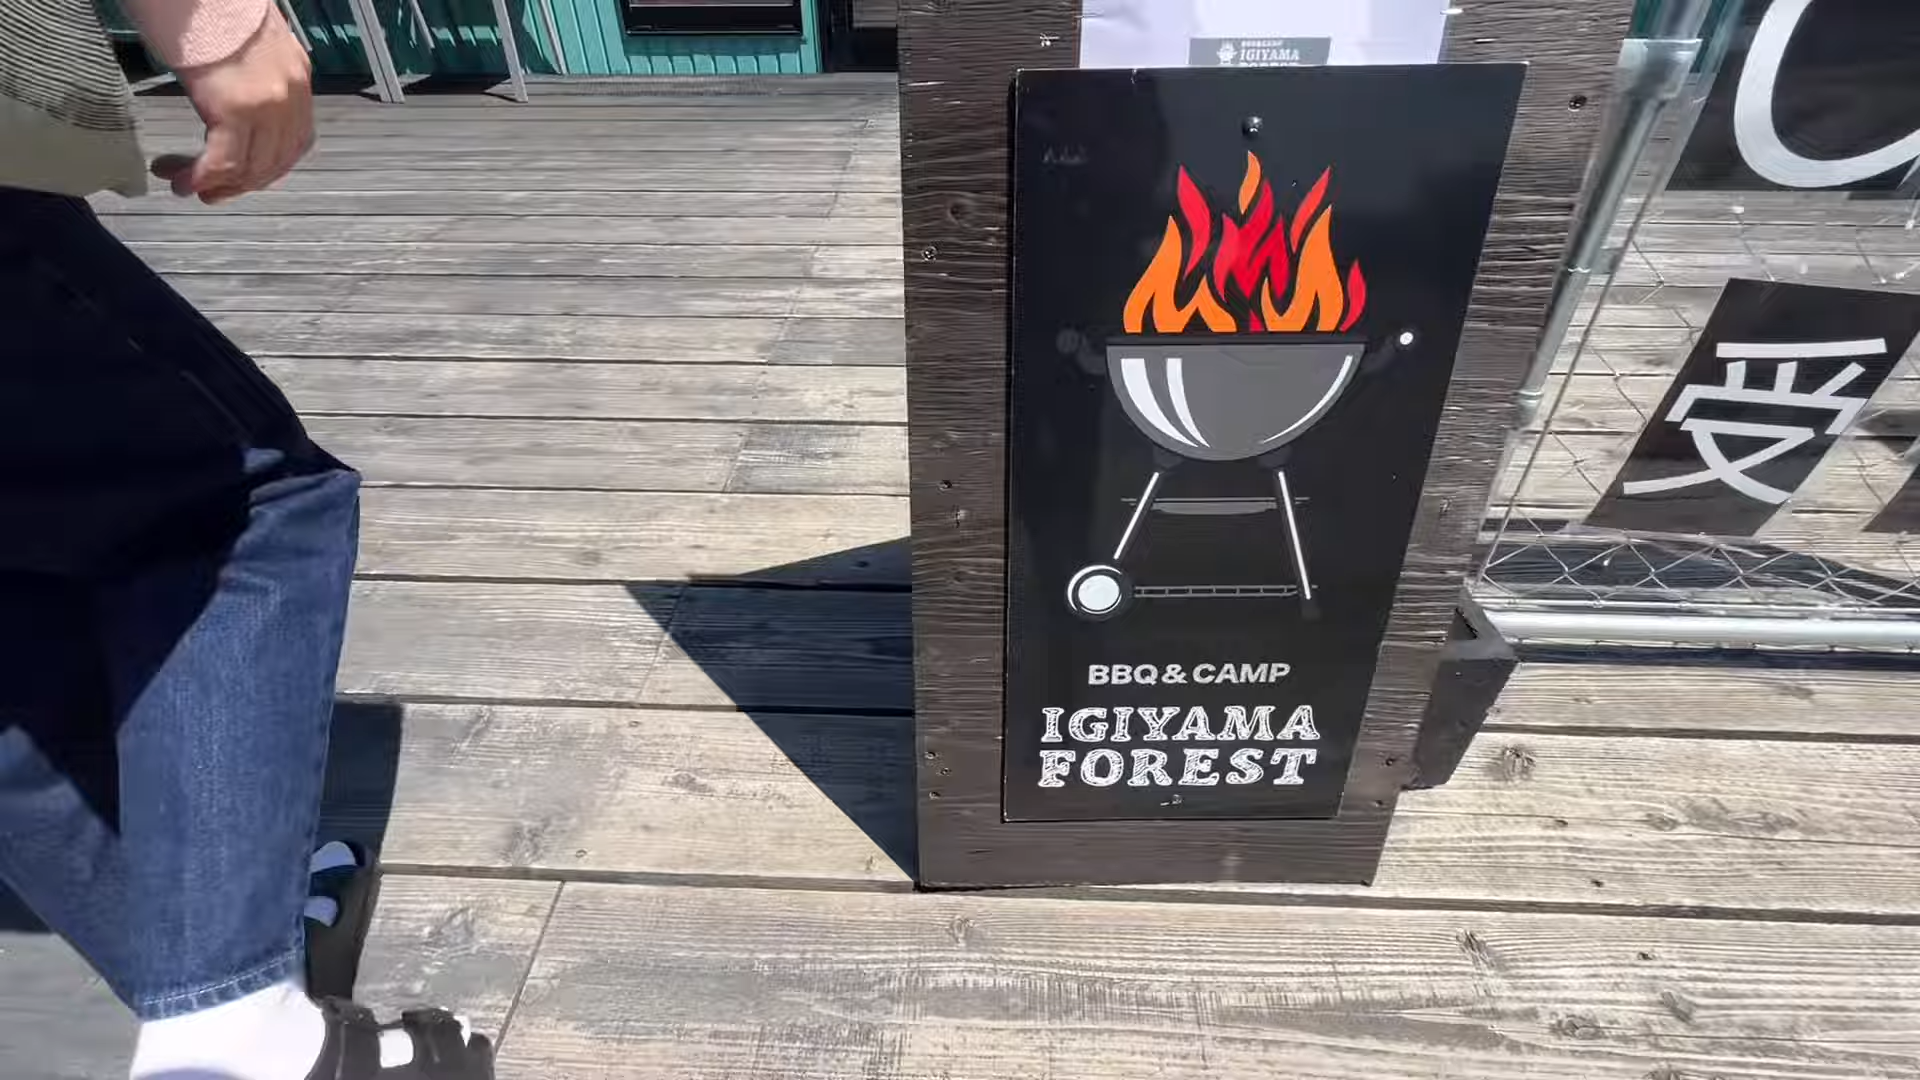 IGIYAMA
BBQ & CAMP
IGIYAMA
FOREST
受